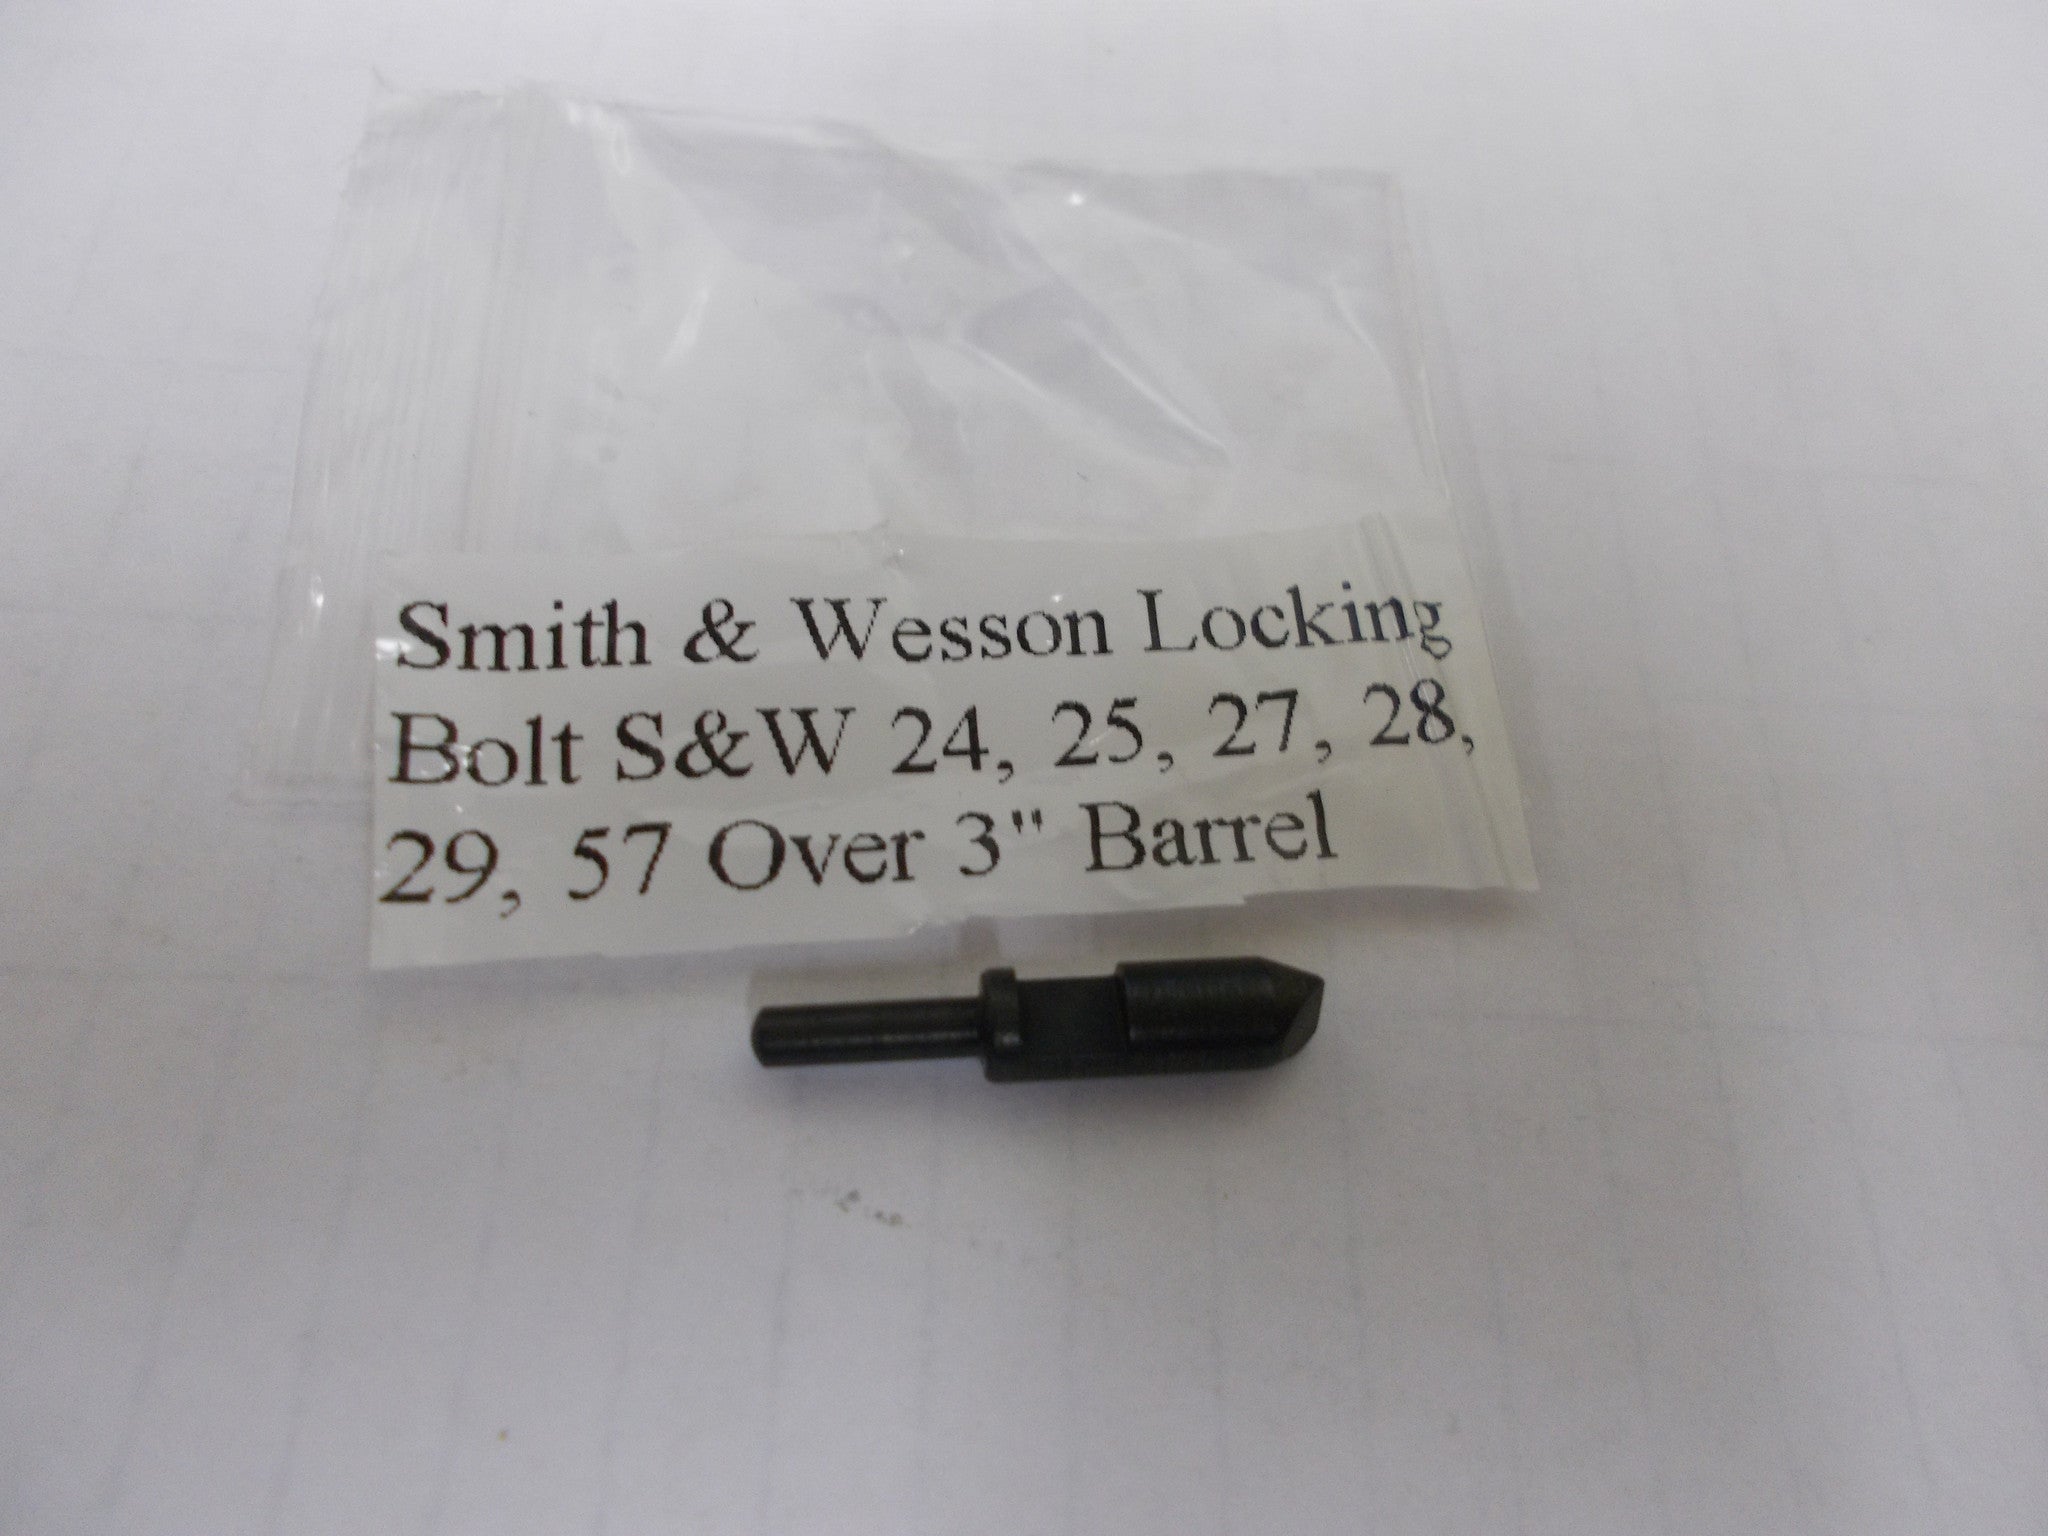 Smith & Wesson Locking
Bolt S&W 24, 25, 27, 28,
29, 57 Over 3" Barrel